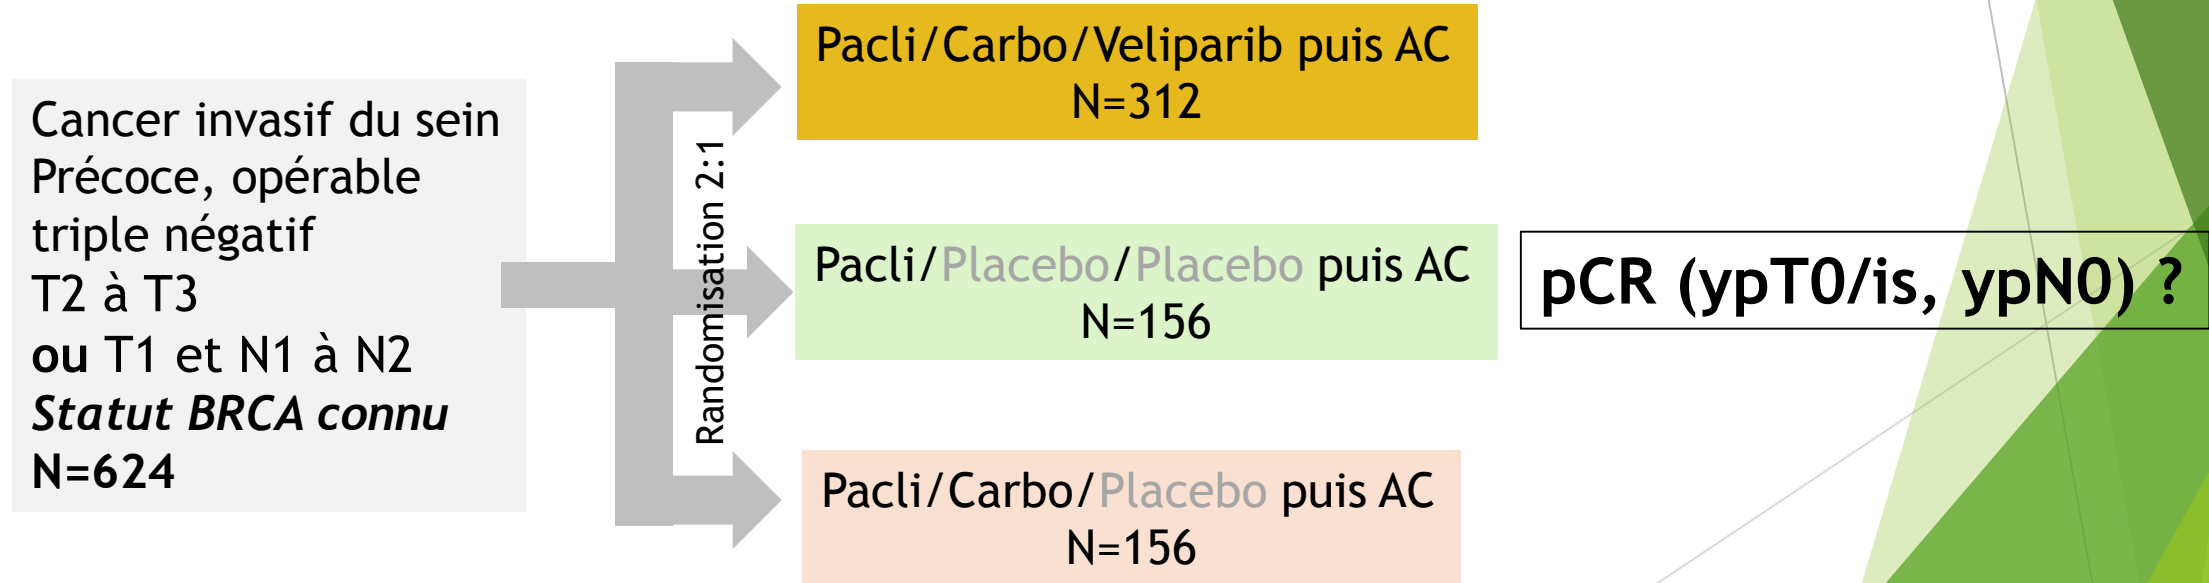 Cancer invasif du sein
Précoce, opérable
triple négatif
T2 à T3
ou T1 et N1 à N2
Statut BRCA connu
N=624
Randomisation 2:1
Pacli/Carbo/Veliparib puis AC
N=312
Pacli/Placebo/Placebo puis AC
N=156
Pacli/Carbo/Placebo puis AC
N=156
pCR (ypT0/is, ypN0) ?